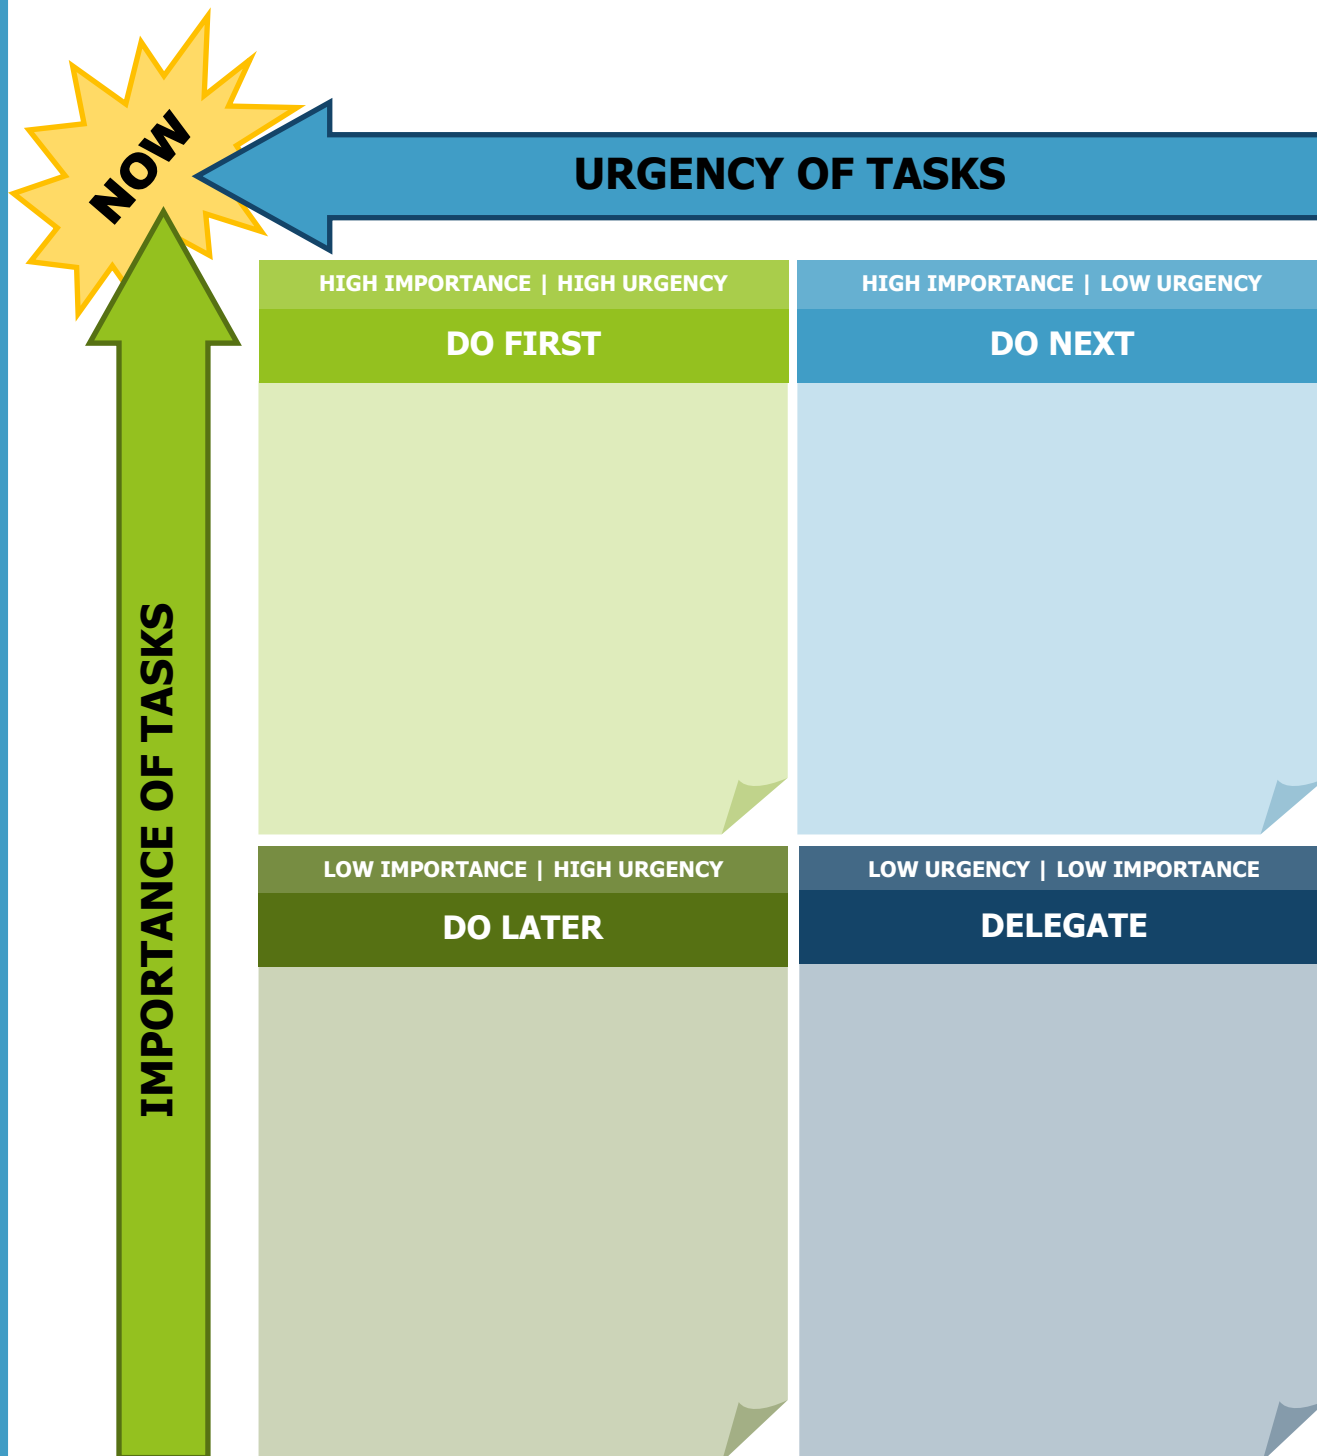 NOW
URGENCY OF TASKS
HIGH IMPORTANCE | HIGH URGENCY
DO FIRST
HIGH IMPORTANCE | LOW URGENCY
DO NEXT
IMPORTANCE OF TASKS
LOW IMPORTANCE | HIGH URGENCY
DO LATER
LOW URGENCY | LOW IMPORTANCE
DELEGATE